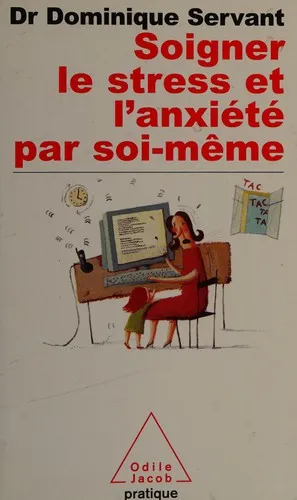 Dr Dominique Servant
Soigner
le stress et
l'anxiété
par soi-même
TAC
TAC
TA
TA
Odile
Jacob
pratique